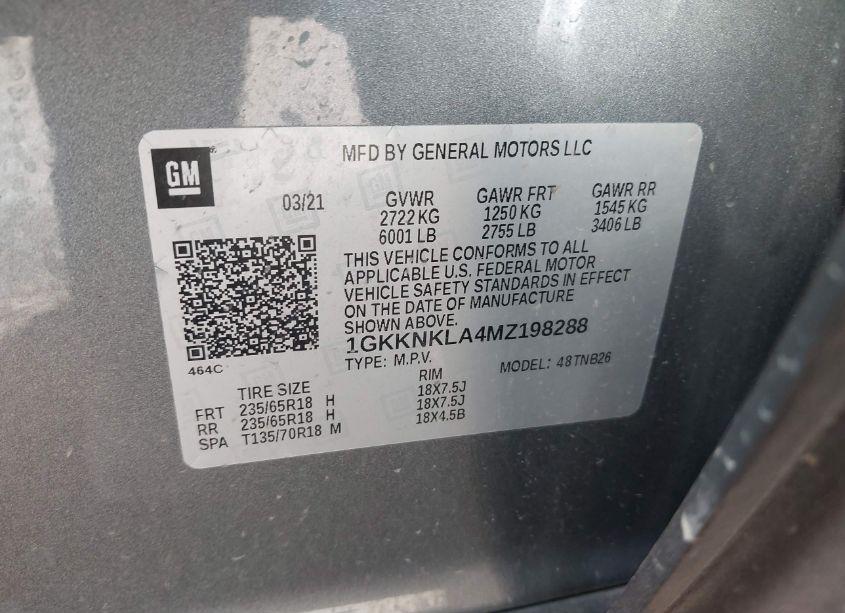 GM
MFD BY GENERAL MOTORS LLC
03/21
GVWR GAWR FRT GAWR RR
2722 KG 1250 KG 1545 KG
6001 LB 2755 LB 3406 LB
THIS VEHICLE CONFORMS TO ALL
APPLICABLE U.S. FEDERAL MOTOR
VEHICLE SAFETY STANDARDS IN EFFECT
ON THE DATE OF MANUFACTURE
SHOWN ABOVE.
1GKKNKLA4MZ198288
464C
TYPE: M.P.V. MODEL: 48TNB26
TIRE SIZE RIM
FRT 235/65R18 H 18X7.5J
RR 235/65R18 H 18X7.5J
SPA T135/70R18 M 18X4.5B